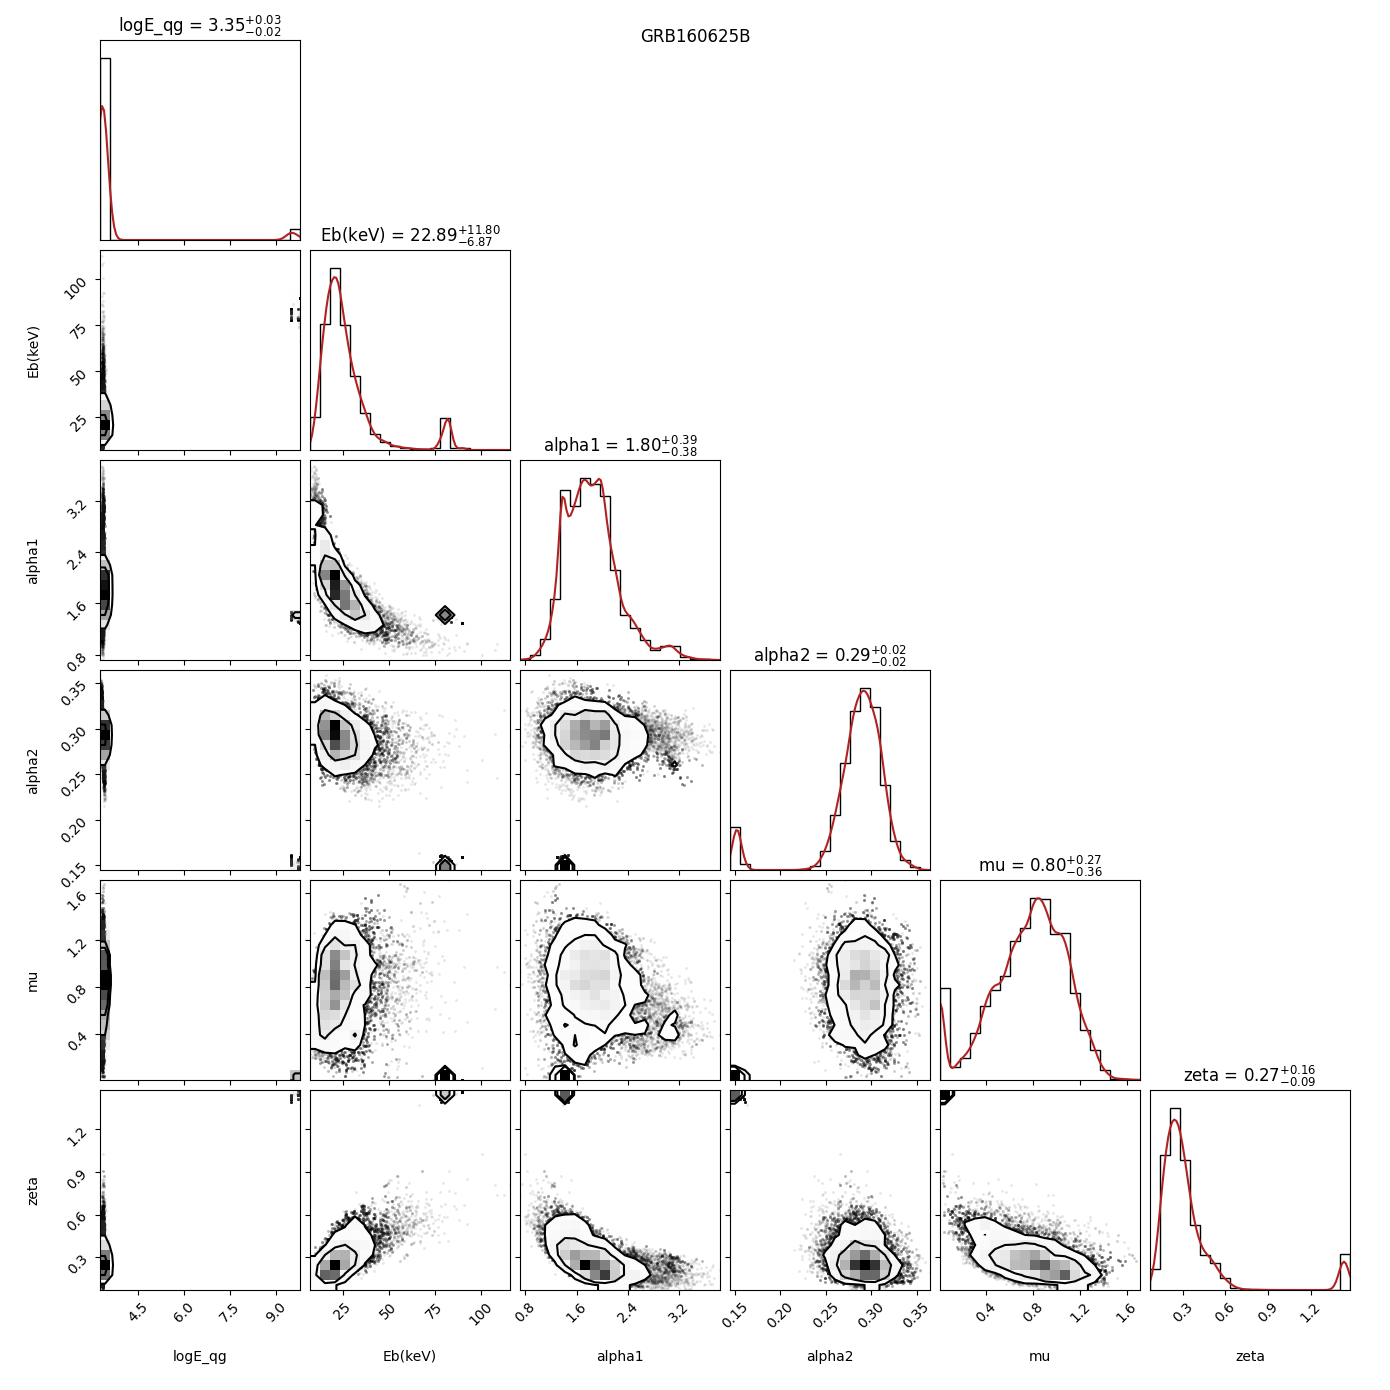 logE_qg = 3.35+0.03−0.02
GRB160625B
Eb(keV) = 22.89+11.80−6.87
100
75
50
25
Eb(keV)
alpha1 = 1.80+0.39−0.38
3.2
2.4
1.6
0.8
alpha1
alpha2 = 0.29+0.02−0.02
0.35
0.30
0.25
0.20
0.15
alpha2
mu = 0.80+0.27−0.36
1.6
1.2
0.8
0.4
mu
zeta = 0.27+0.16−0.09
1.2
0.9
0.6
0.3
zeta
4.5 6.0 7.5 9.0 25 50 75 100 0.8 1.6 2.4 3.2 0.15 0.20 0.25 0.30 0.35 0.4 0.8 1.2 1.6 0.3 0.6 0.9 1.2
logE_qg Eb(keV) alpha1 alpha2 mu zeta